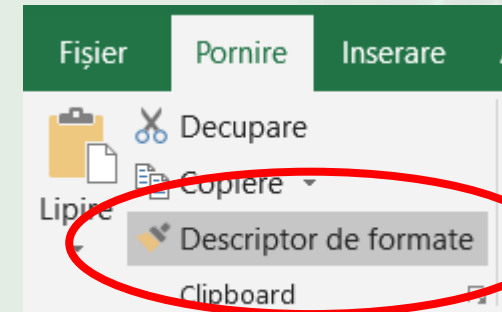 Fișier Pornire Inserare
Decupare
Copiere
Lipire
Descriptor de formate
Clipboard